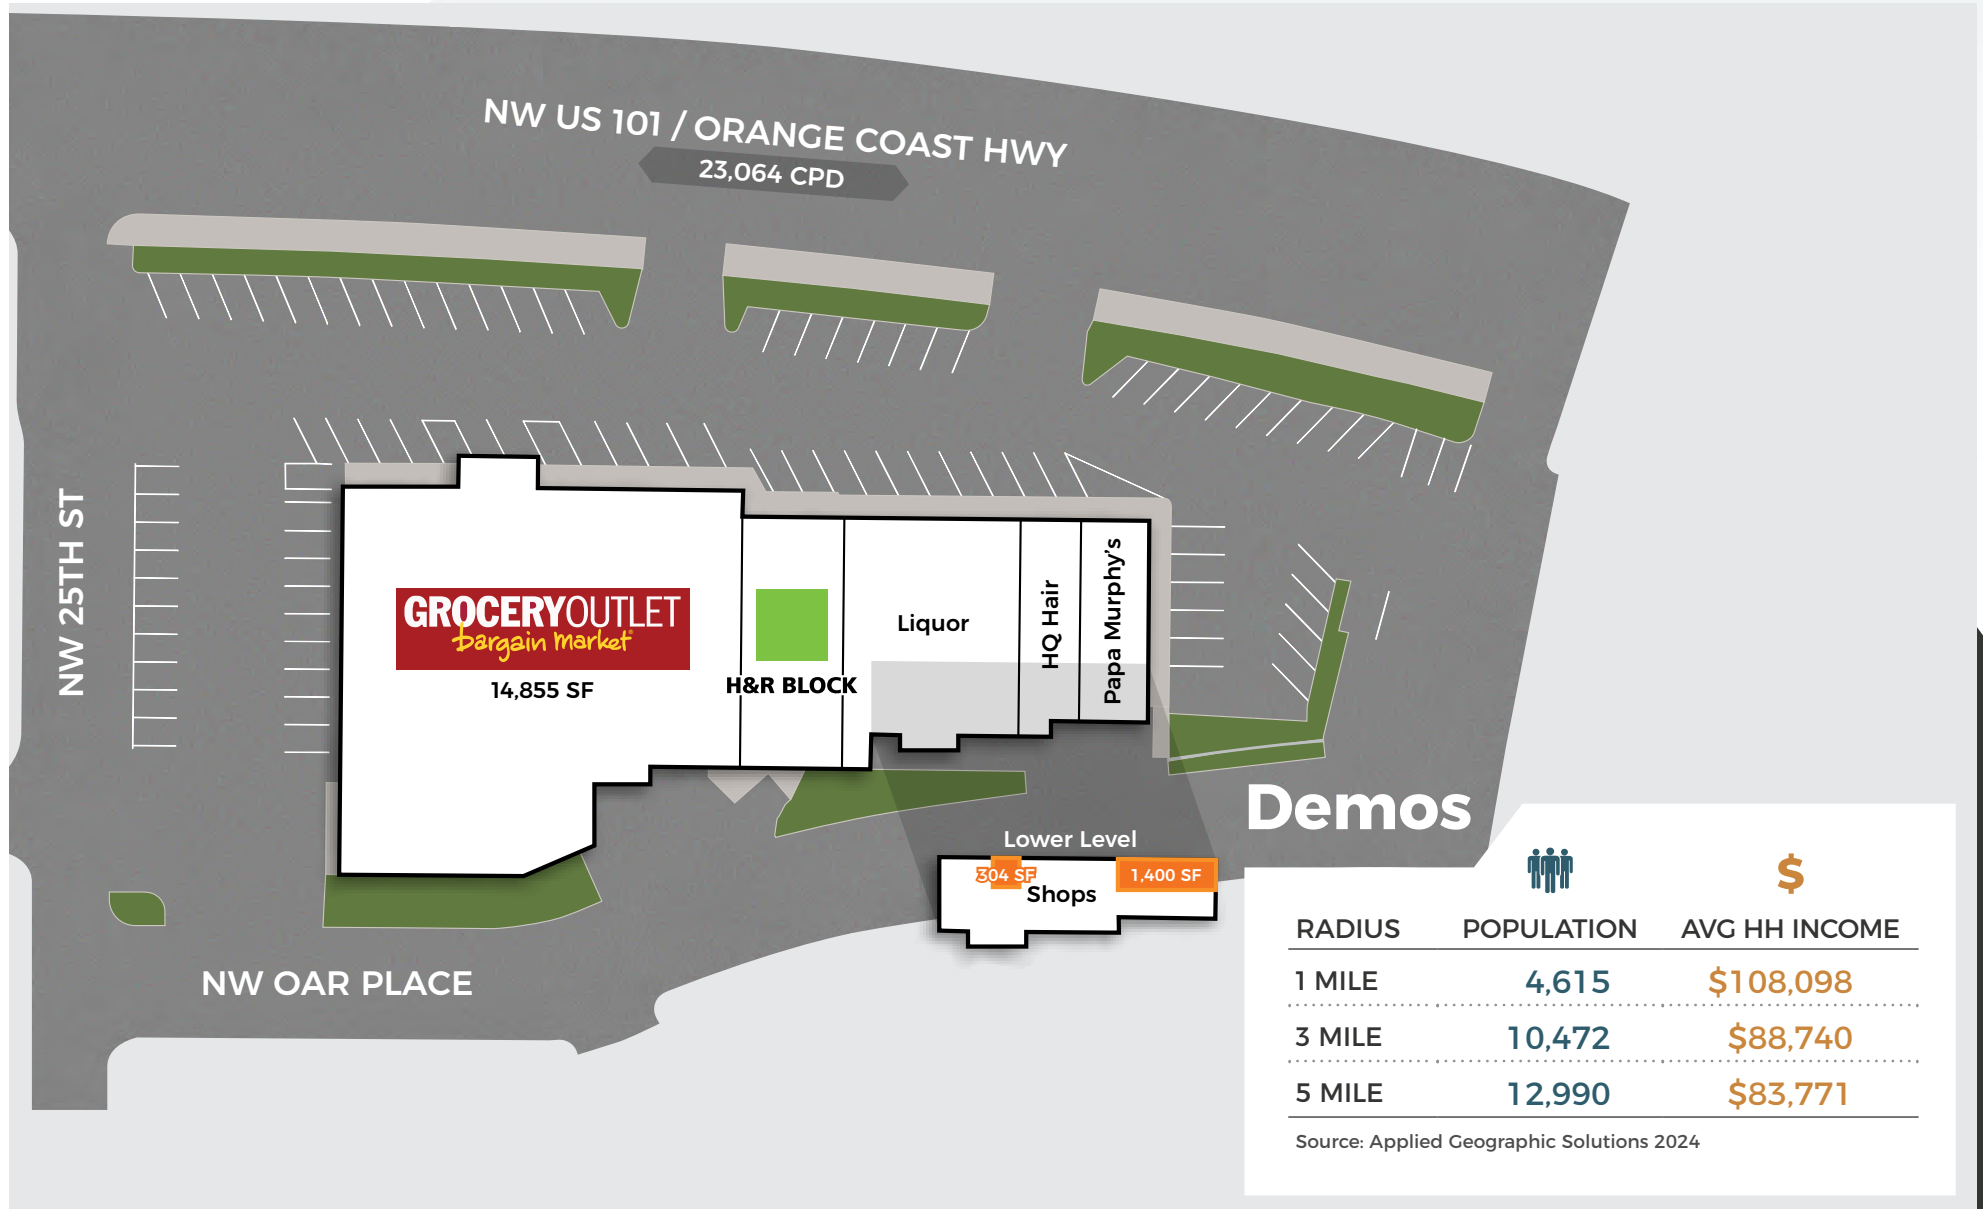 NW US 101 / ORANGE COAST HWY
23,064 CPD
NW 25TH ST
GROCERYOUTLET
bargain market
14,855 SF
H&R BLOCK
Liquor
HQ Hair
Papa Murphy's
Lower Level
304 SF
1,400 SF
Shops
NW OAR PLACE
Demos
$
RADIUS POPULATION AVG HH INCOME
1 MILE 4,615 $108,098
3 MILE 10,472 $88,740
5 MILE 12,990 $83,771
Source: Applied Geographic Solutions 2024